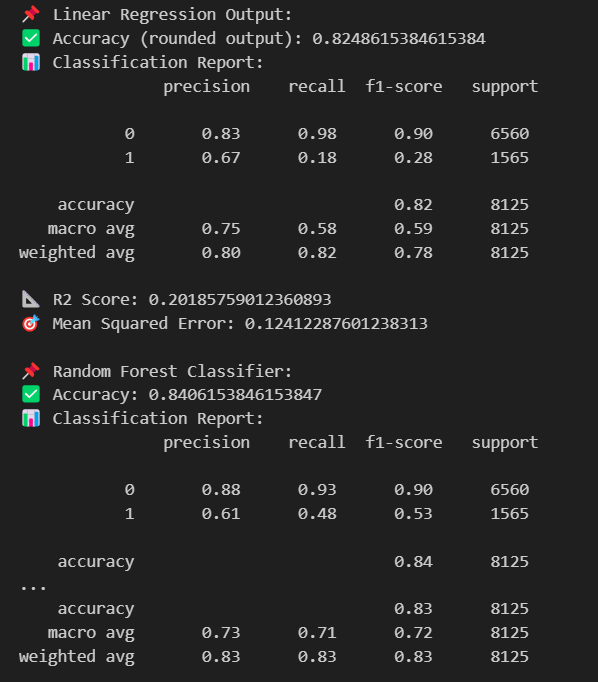 📌 Linear Regression Output:
✅ Accuracy (rounded output): 0.8248615384615384
📊 Classification Report:
precision recall f1-score support
0 0.83 0.98 0.90 6560
1 0.67 0.18 0.28 1565
accuracy 0.82 8125
macro avg 0.75 0.58 0.59 8125
weighted avg 0.80 0.82 0.78 8125
📐 R2 Score: 0.20185759012360893
🎯 Mean Squared Error: 0.12412287601238313
📌 Random Forest Classifier:
✅ Accuracy: 0.8406153846153847
📊 Classification Report:
precision recall f1-score support
0 0.88 0.93 0.90 6560
1 0.61 0.48 0.53 1565
accuracy 0.84 8125
...
accuracy 0.83 8125
macro avg 0.73 0.71 0.72 8125
weighted avg 0.83 0.83 0.83 8125